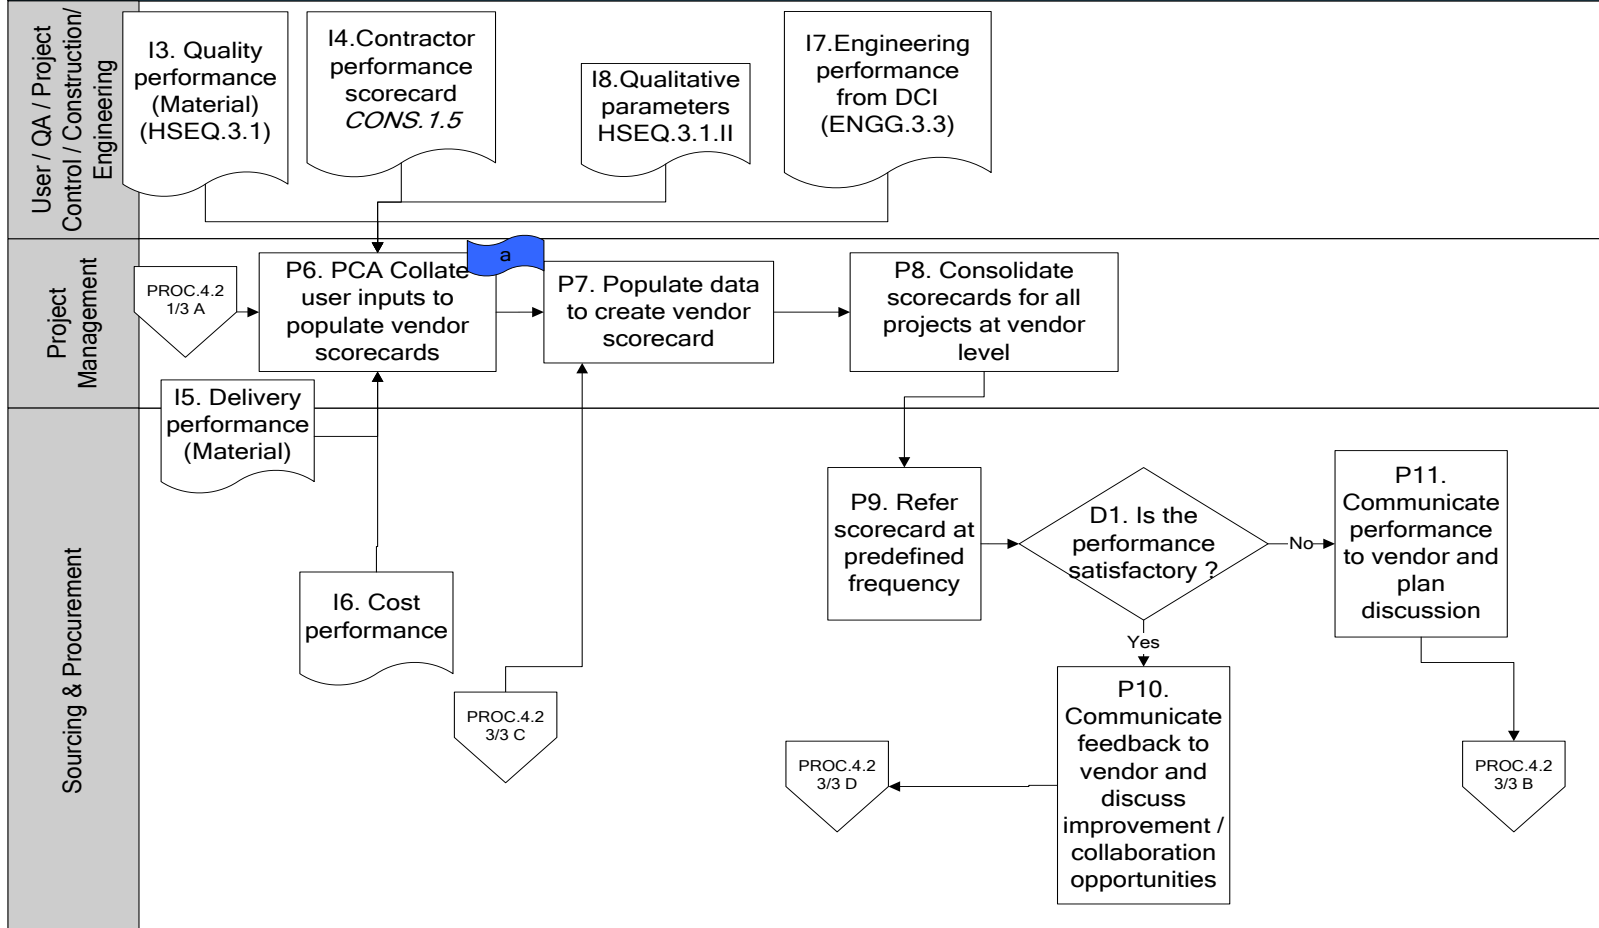 User / QA / Project
Control / Construction/
Engineering
I3. Quality
performance
(Material)
(HSEQ.3.1)
I4.Contractor
performance
scorecard
CONS.1.5
I8.Qualitative
parameters
HSEQ.3.1.II
I7.Engineering
performance
from DCI
(ENGG.3.3)
Project
Management
PROC.4.2
1/3 A
P6. PCA Collate
user inputs to
populate vendor
scorecards
a
P7. Populate data
to create vendor
scorecard
P8. Consolidate
scorecards for all
projects at vendor
level
Sourcing & Procurement
I5. Delivery
performance
(Material)
I6. Cost
performance
PROC.4.2
3/3 C
P9. Refer
scorecard at
predefined
frequency
D1. Is the
performance
satisfactory ?
No
Yes
P11.
Communicate
performance
to vendor and
plan
discussion
P10.
Communicate
feedback to
vendor and
discuss
improvement /
collaboration
opportunities
PROC.4.2
3/3 D
PROC.4.2
3/3 B